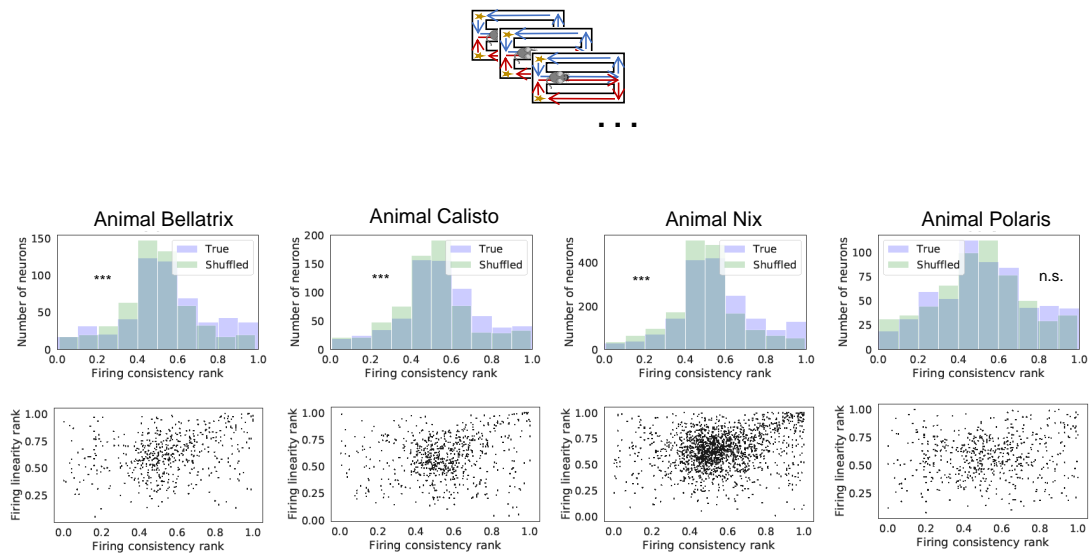 . . .
Animal Bellatrix
Number of neurons
150
100
50
0
True
Shuffled
***
0.0 0.2 0.4 0.6 0.8 1.0
Firing consistency rank
Animal Calisto
Number of neurons
200
150
100
50
0
True
Shuffled
***
0.0 0.2 0.4 0.6 0.8 1.0
Firing consistency rank
Animal Nix
Number of neurons
400
200
0
True
Shuffled
***
0.0 0.2 0.4 0.6 0.8 1.0
Firing consistency rank
Animal Polaris
Number of neurons
100
75
50
25
0
True
Shuffled
n.s.
0.0 0.2 0.4 0.6 0.8 1.0
Firing consistency rank
Firing linearity rank
1.00
0.75
0.50
0.25
0.0 0.2 0.4 0.6 0.8 1.0
Firing consistency rank
Firing linearity rank
1.00
0.75
0.50
0.25
0.00
0.0 0.2 0.4 0.6 0.8 1.0
Firing consistency rank
Firing linearity rank
1.00
0.75
0.50
0.25
0.00
0.0 0.2 0.4 0.6 0.8 1.0
Firing consistency rank
Firing linearity rank
1.00
0.75
0.50
0.25
0.0 0.2 0.4 0.6 0.8 1.0
Firing consistency rank